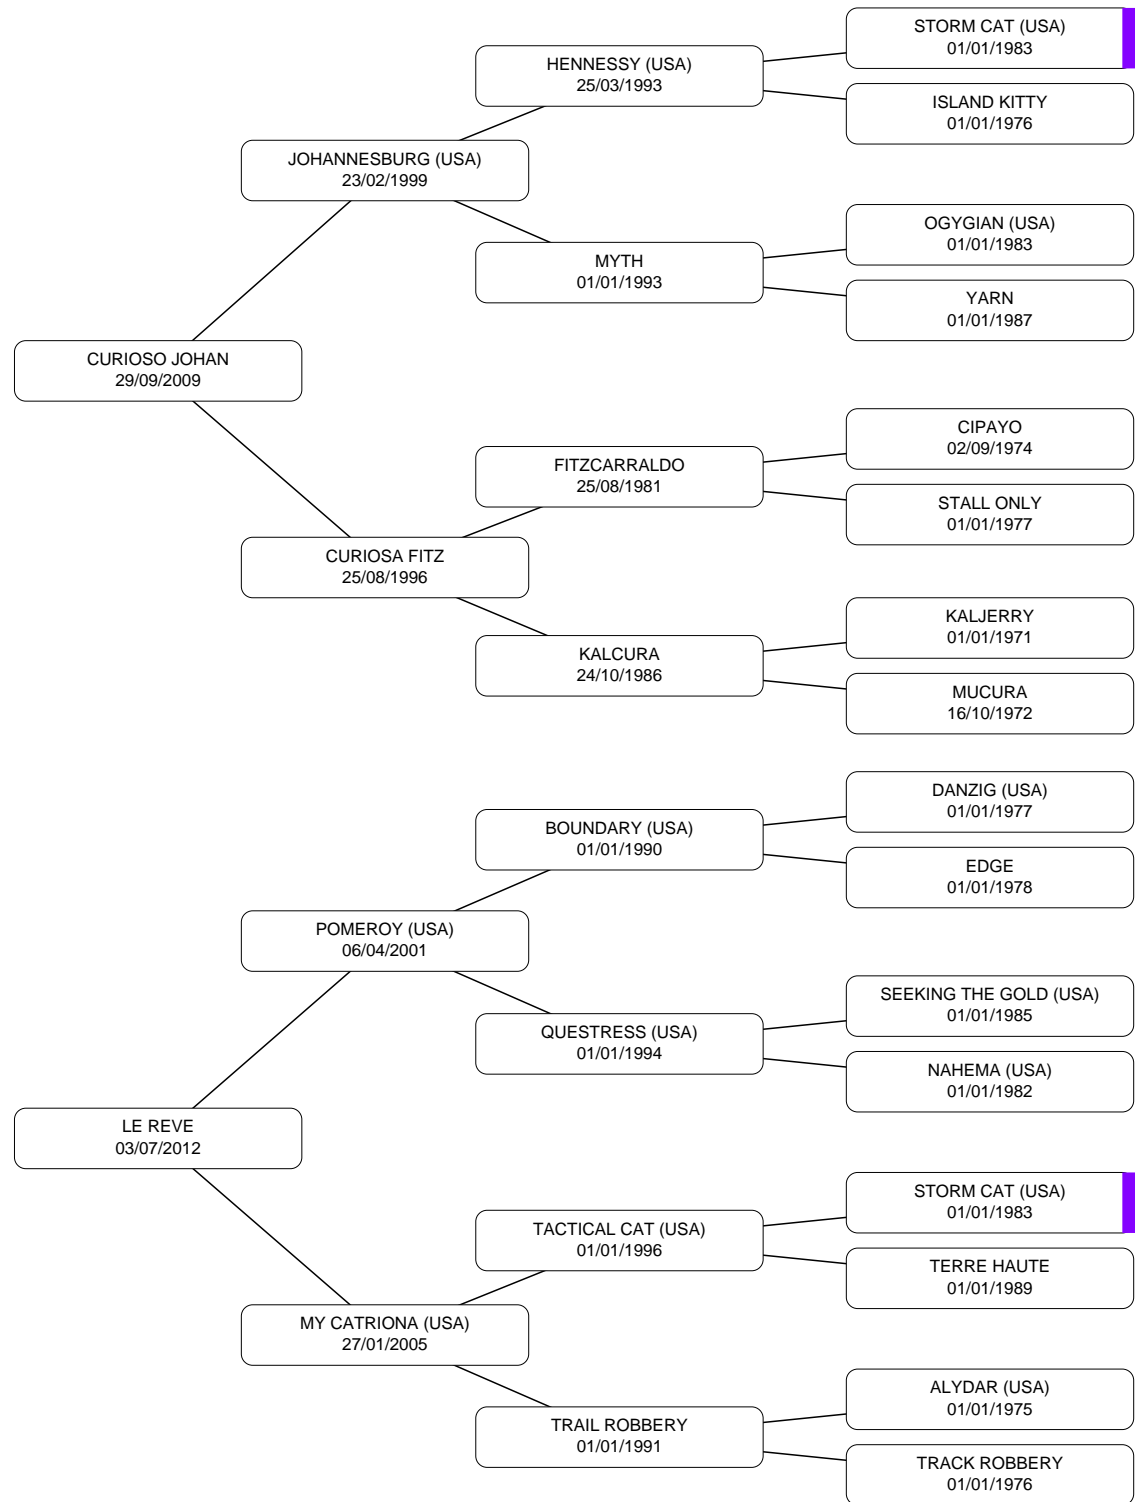 STORM CAT (USA)
01/01/1983
HENNESSY (USA)
25/03/1993
ISLAND KITTY
01/01/1976
JOHANNESBURG (USA)
23/02/1999
OGYGIAN (USA)
01/01/1983
MYTH
01/01/1993
YARN
01/01/1987
CURIOSO JOHAN
29/09/2009
CIPAYO
02/09/1974
FITZCARRALDO
25/08/1981
STALL ONLY
01/01/1977
CURIOSA FITZ
25/08/1996
KALJERRY
01/01/1971
KALCURA
24/10/1986
MUCURA
16/10/1972
DANZIG (USA)
01/01/1977
BOUNDARY (USA)
01/01/1990
EDGE
01/01/1978
POMEROY (USA)
06/04/2001
SEEKING THE GOLD (USA)
01/01/1985
QUESTRESS (USA)
01/01/1994
NAHEMA (USA)
01/01/1982
LE REVE
03/07/2012
STORM CAT (USA)
01/01/1983
TACTICAL CAT (USA)
01/01/1996
TERRE HAUTE
01/01/1989
MY CATRIONA (USA)
27/01/2005
ALYDAR (USA)
01/01/1975
TRAIL ROBBERY
01/01/1991
TRACK ROBBERY
01/01/1976